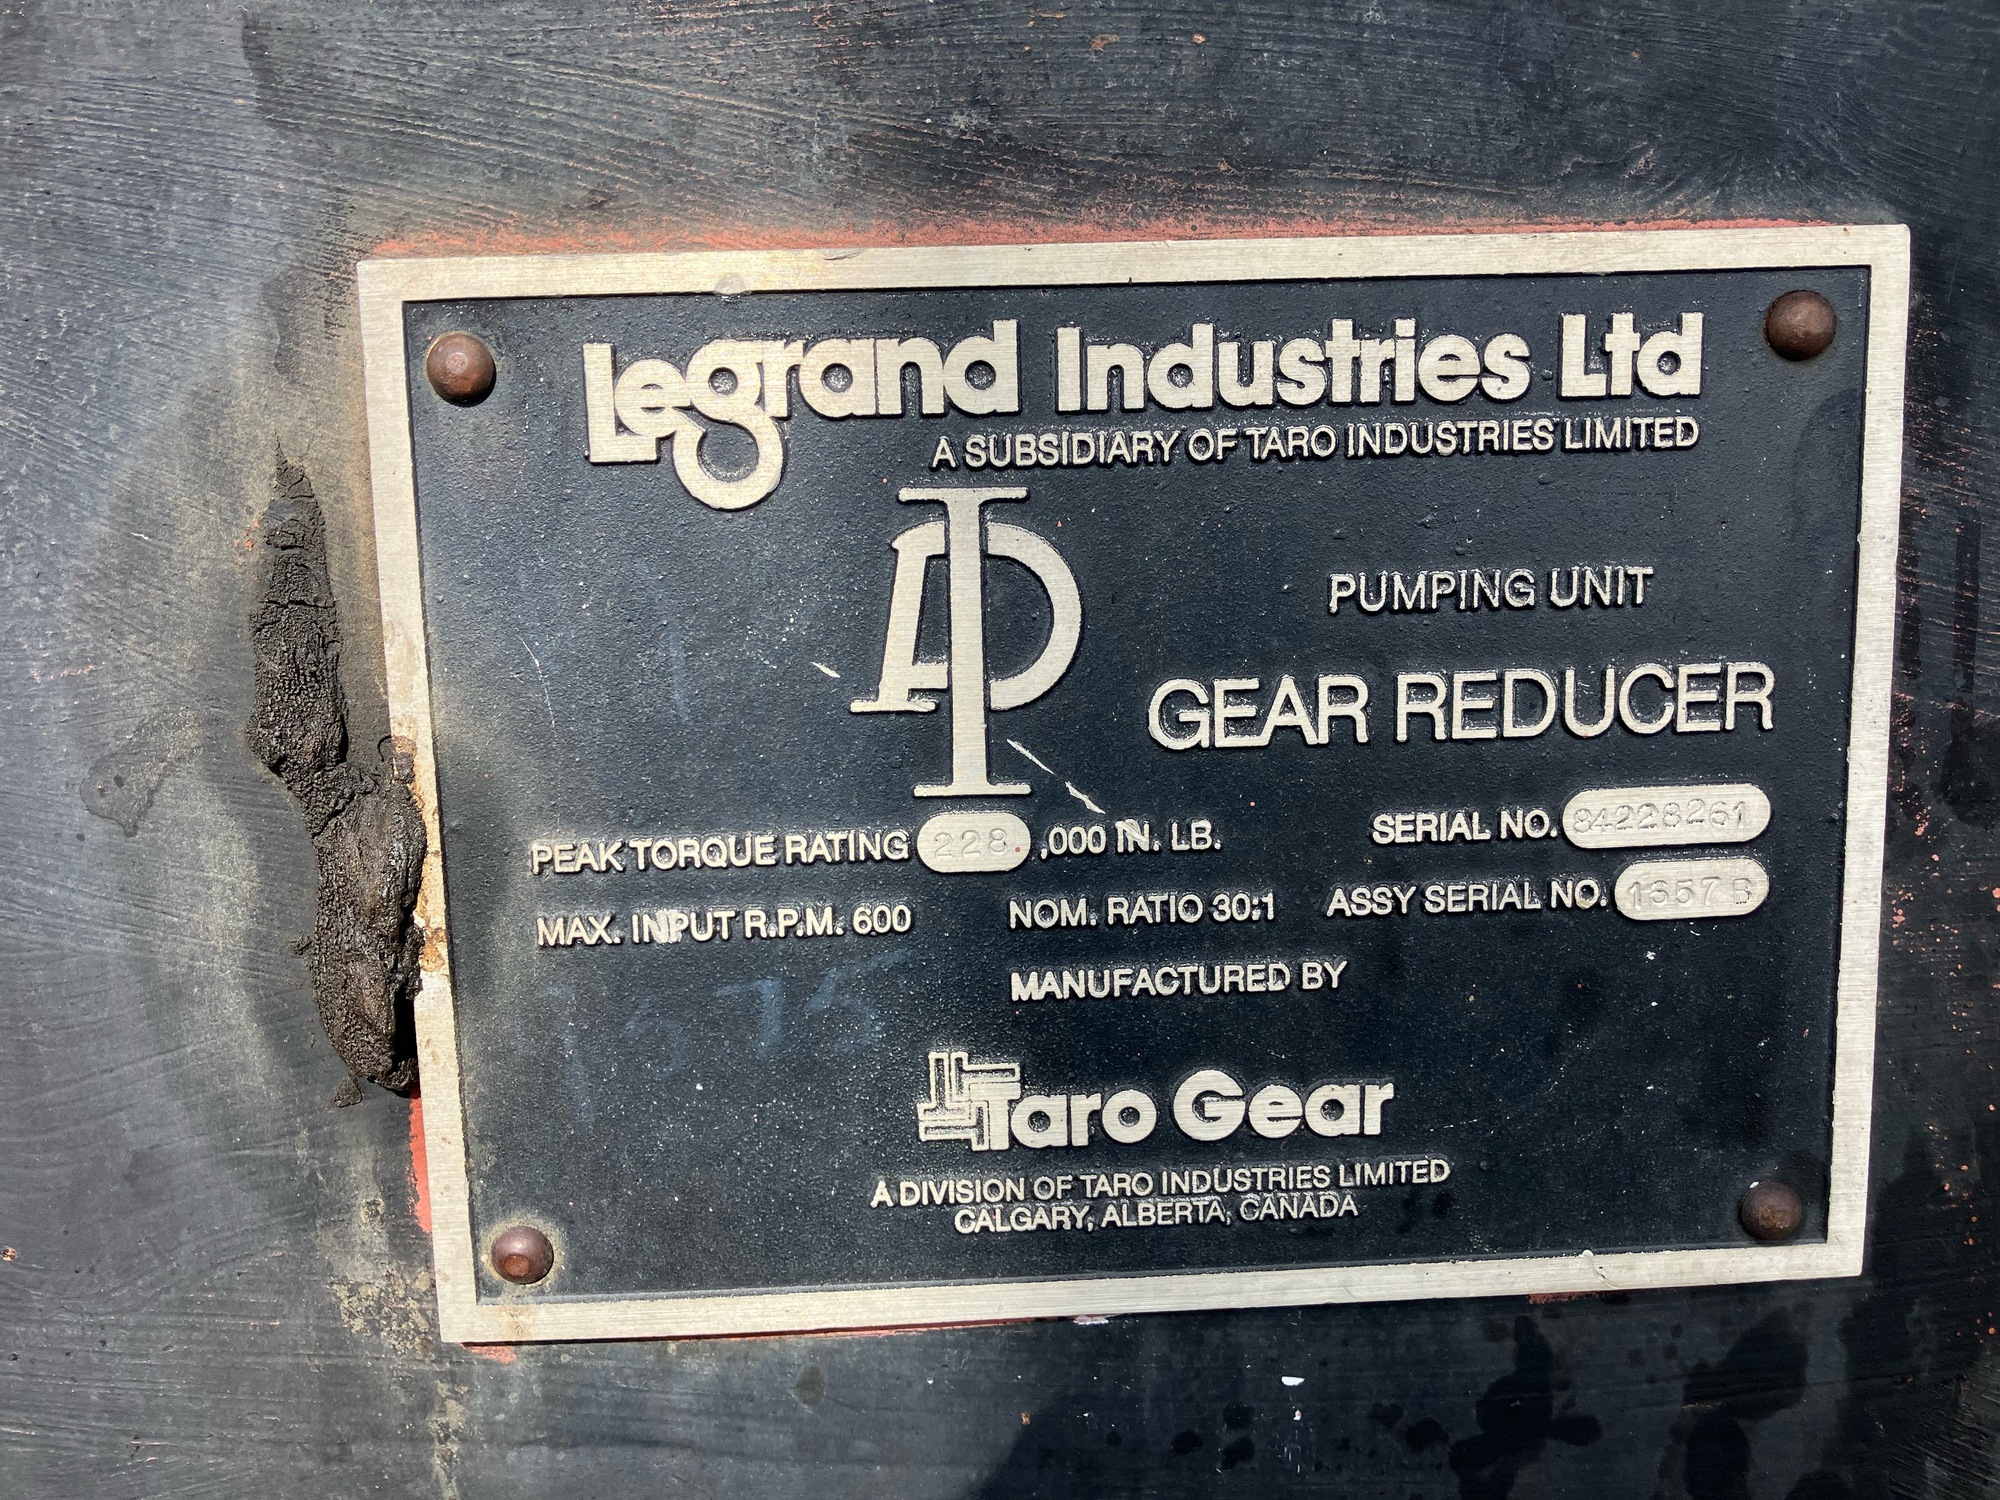 Legrand Industries Ltd
A SUBSIDIARY OF TARO INDUSTRIES LIMITED
API
PUMPING UNIT
GEAR REDUCER
PEAK TORQUE RATING 228 ,000 IN. LB.
SERIAL NO. 84228261
MAX. INPUT R.P.M. 600
NOM. RATIO 30:1
ASSY SERIAL NO. 1657 B
MANUFACTURED BY
Taro Gear
A DIVISION OF TARO INDUSTRIES LIMITED
CALGARY, ALBERTA, CANADA